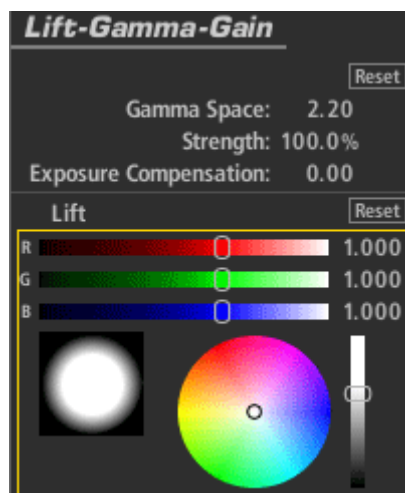 Lift-Gamma-Gain
Reset
Gamma Space: 2.20
Strength: 100.0%
Exposure Compensation: 0.00
Lift Reset
R 1.000
G 1.000
B 1.000